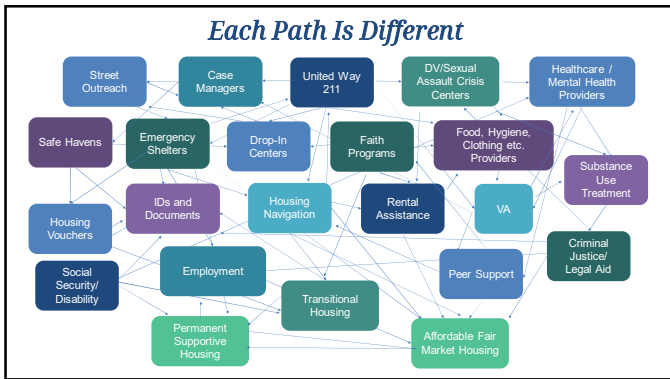 Each Path Is Different
Street
Outreach
Case
Managers
United Way
211
DV/Sexual
Assault Crisis
Centers
Healthcare /
Mental Health
Providers
Safe Havens
Emergency
Shelters
Drop-In
Centers
Faith
Programs
Food, Hygiene,
Clothing etc.
Providers
Substance
Use
Treatment
Housing
Vouchers
IDs and
Documents
Housing
Navigation
Rental
Assistance
VA
Criminal
Justice/
Legal Aid
Social
Security/
Disability
Employment
Transitional
Housing
Peer Support
Permanent
Supportive
Housing
Affordable Fair
Market Housing